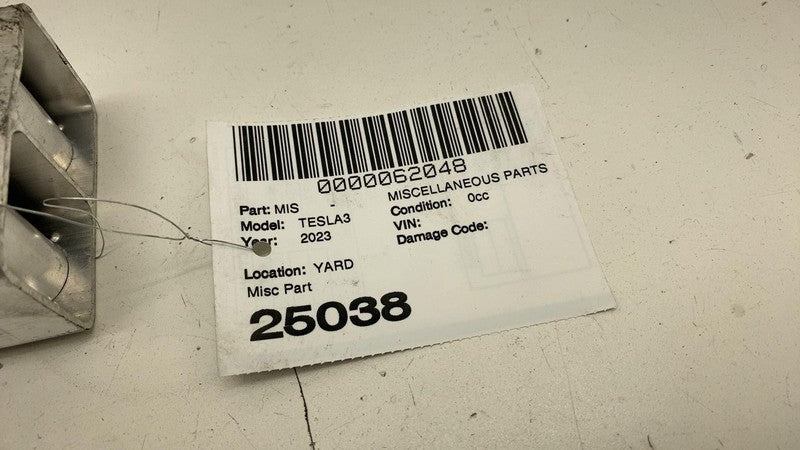 0000062048
Part: MIS - MISCELLANEOUS PARTS
Model: TESLA3 Condition: 0cc
Year: 2023 VIN:
Damage Code:
Location: YARD
Misc Part
25038